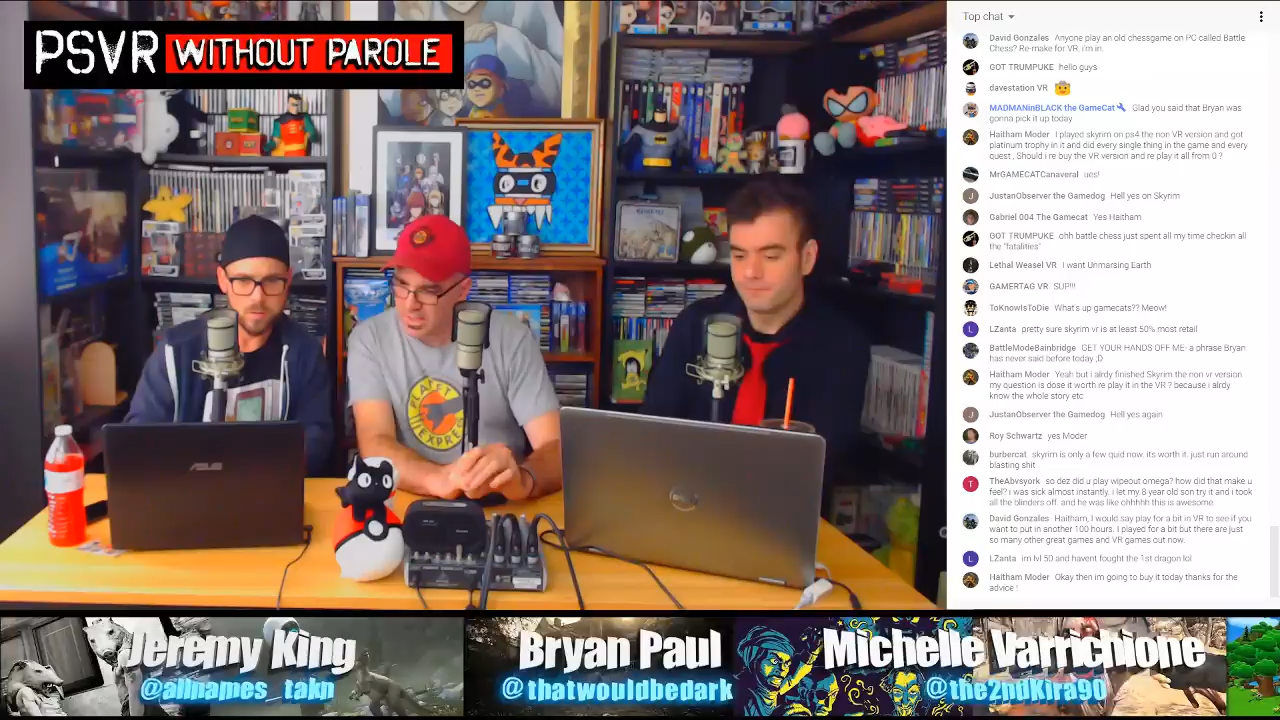 PSVR WITHOUT PAROLE
Top chat
David Gonzales Anyone play an old chessgame on PC called Battle
Chess? Re-make for VR, i'm in.
GOT TRUMPUKE hello guys
davestation VR
MADMANinBLACK the GameCat Glad you said that Bryan was
gonna pick it up today
Haitham Moder I played skyrim on ps4 the non VR version and got
platinum trophy in it and did every single thing in the game and every
quest , Should i re buy the VR version and re play it all from 0 ?
MrGAMECATCanaveral ues!
JustanObserver the Gamedog Hell yes on Skyrim
Gabriel 004 The Gamecat Yes Haitham
GOT TRUMPUKE ohh battle chess just spent all my time checkin all
the "fatalities"
Lethal Weasel VR I want Unmarsing Earth
GAMERTAG VR SUP!!!
ToKnowIsToDie What's up gamecats?? Meow!
LZanta pretty sure skyrim vr is at least 50% most retail
BattleModeBainbridge GET YOUR HANDS OFF ME- a phrase Bryan
has never said before today ;D
Haitham Moder Yeah but i alrdy finished Skyrim the non vr version
my question is dose it worth re play it in the VR ? because i alrdy
know the whole story etc
JustanObserver the Gamedog Hell yes again
Roy Schwartz yes Moder
burbercat skyrim is only a few quid now. its worth it. just run around
blasting shit
TheAbvsyork so dez did u play wipeout omega? how did that make u
feel? i was sick almost instantly. i let my 8 year old son try it and i took
all the blinders off. and he was like ohhhhh this is awesome
David Gonzales Haitham, I would say play for a bit in VR to see if you
want to put in another 100 hours. I played for a bit but there are just
so many other great games and VR games out now.
LZanta im lvl 50 and havent fought the 1st dragon lol
Haitham Moder Okay then im going to buy it today thanks for the
advice !
PLANET
EXPRESS
ASUS
DELL
Jeremy King
@allnames_takn
Bryan Paul
@thatwouldbedark
Michelle Varrichione
@the2ndKira90